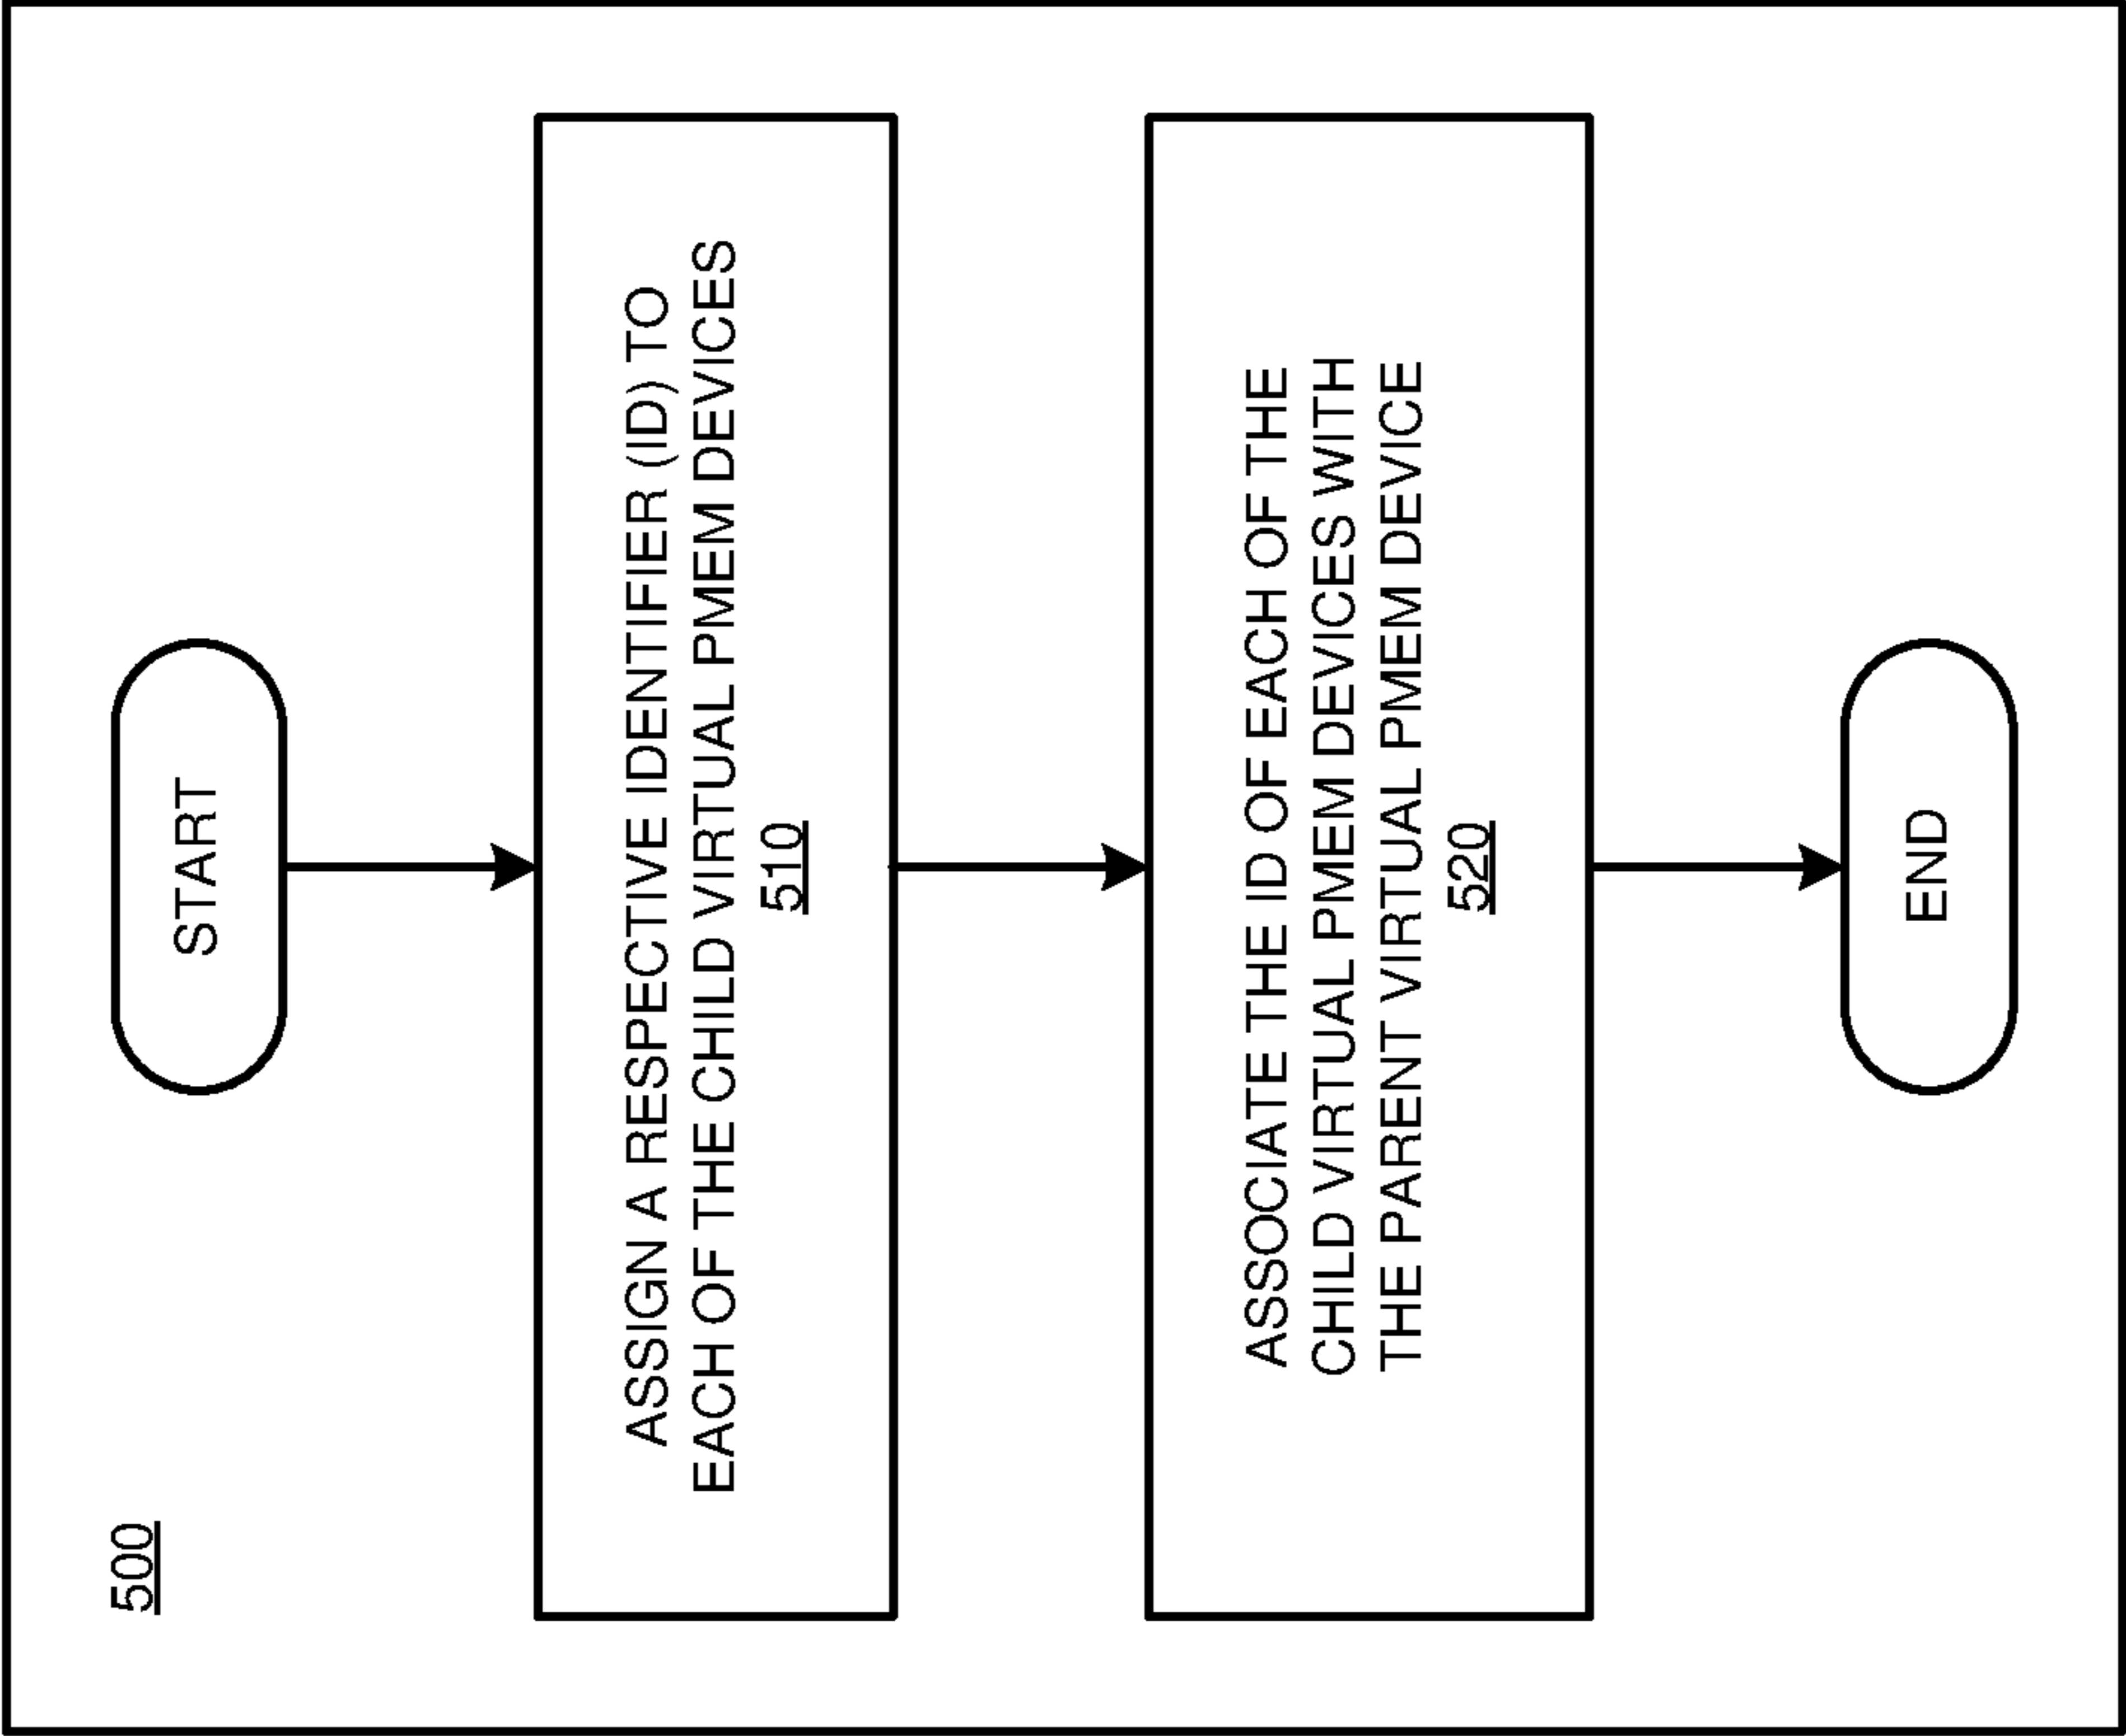 500
START
ASSIGN A RESPECTIVE IDENTIFIER (ID) TO
EACH OF THE CHILD VIRTUAL PMEM DEVICES
510
ASSOCIATE THE ID OF EACH OF THE
CHILD VIRTUAL PMEM DEVICES WITH
THE PARENT VIRTUAL PMEM DEVICE
520
END